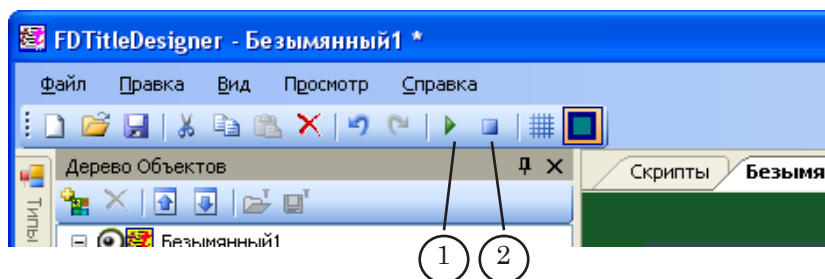 FDTitleDesigner - Безымянный1 *
Файл Правка Вид Просмотр Справка
Дерево Объектов
Скрипты Безымя
Типы
Безымянный1
1 2